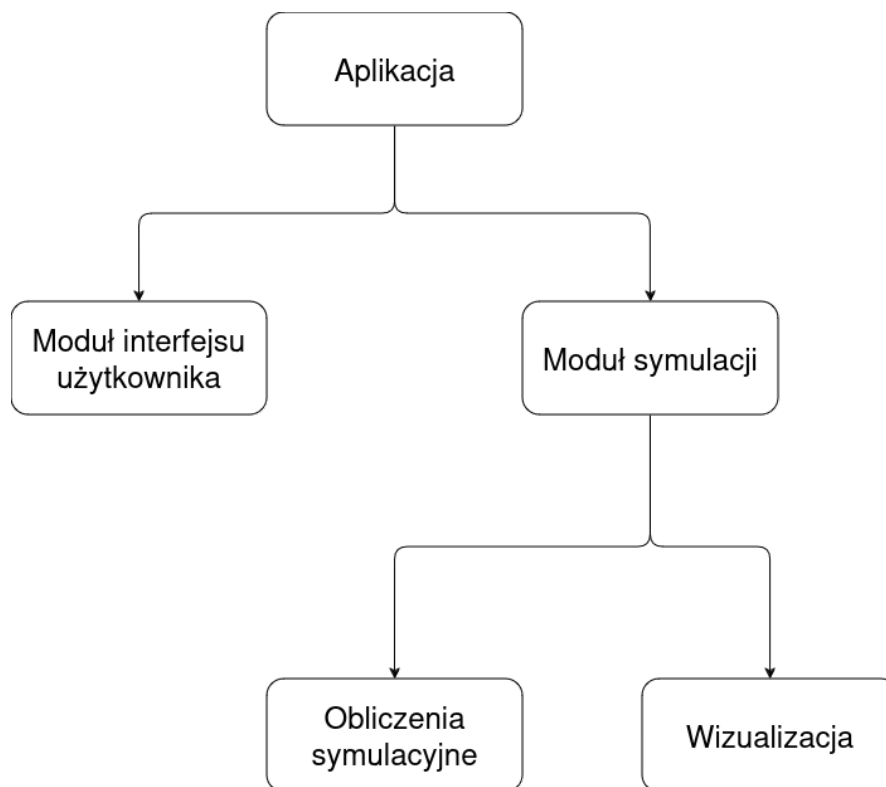 Aplikacja
Moduł interfejsu
użytkownika
Moduł symulacji
Obliczenia
symulacyjne
Wizualizacja